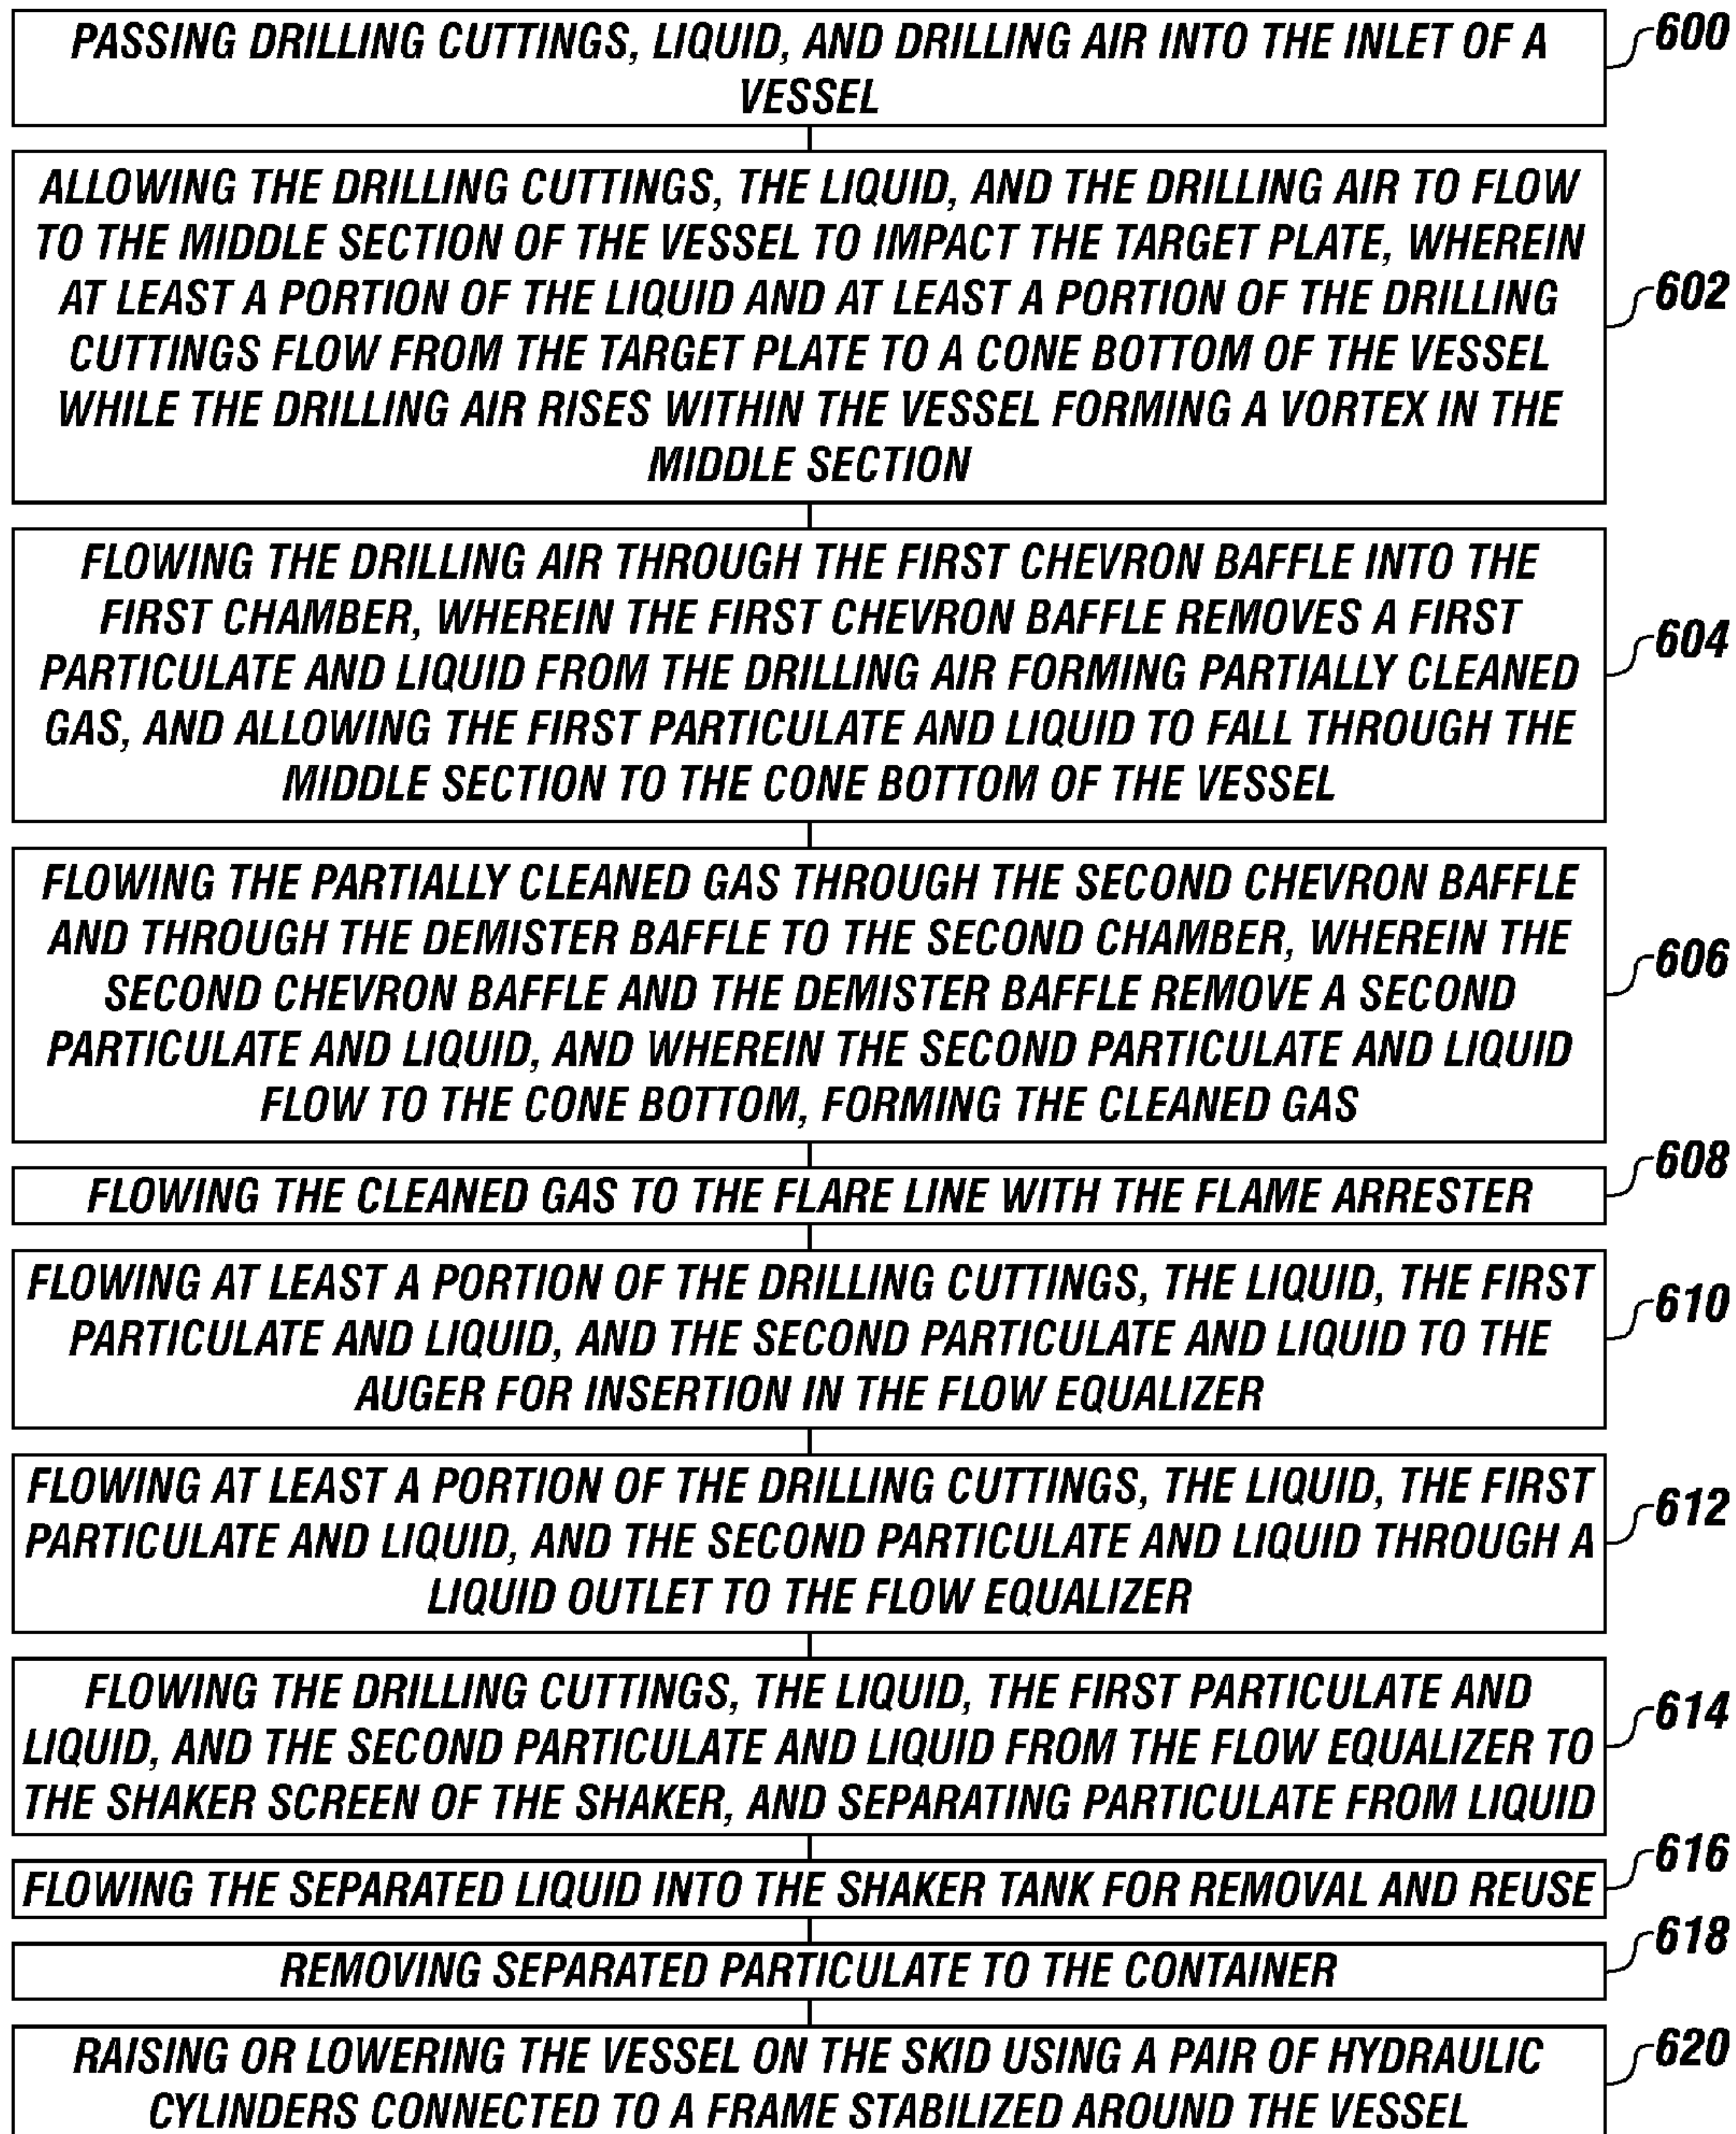 PASSING DRILLING CUTTINGS, LIQUID, AND DRILLING AIR INTO THE INLET OF A
VESSEL
600
ALLOWING THE DRILLING CUTTINGS, THE LIQUID, AND THE DRILLING AIR TO FLOW
TO THE MIDDLE SECTION OF THE VESSEL TO IMPACT THE TARGET PLATE, WHEREIN
AT LEAST A PORTION OF THE LIQUID AND AT LEAST A PORTION OF THE DRILLING
CUTTINGS FLOW FROM THE TARGET PLATE TO A CONE BOTTOM OF THE VESSEL
WHILE THE DRILLING AIR RISES WITHIN THE VESSEL FORMING A VORTEX IN THE
MIDDLE SECTION
602
FLOWING THE DRILLING AIR THROUGH THE FIRST CHEVRON BAFFLE INTO THE
FIRST CHAMBER, WHEREIN THE FIRST CHEVRON BAFFLE REMOVES A FIRST
PARTICULATE AND LIQUID FROM THE DRILLING AIR FORMING PARTIALLY CLEANED
GAS, AND ALLOWING THE FIRST PARTICULATE AND LIQUID TO FALL THROUGH THE
MIDDLE SECTION TO THE CONE BOTTOM OF THE VESSEL
604
FLOWING THE PARTIALLY CLEANED GAS THROUGH THE SECOND CHEVRON BAFFLE
AND THROUGH THE DEMISTER BAFFLE TO THE SECOND CHAMBER, WHEREIN THE
SECOND CHEVRON BAFFLE AND THE DEMISTER BAFFLE REMOVE A SECOND
PARTICULATE AND LIQUID, AND WHEREIN THE SECOND PARTICULATE AND LIQUID
FLOW TO THE CONE BOTTOM, FORMING THE CLEANED GAS
606
FLOWING THE CLEANED GAS TO THE FLARE LINE WITH THE FLAME ARRESTER
608
FLOWING AT LEAST A PORTION OF THE DRILLING CUTTINGS, THE LIQUID, THE FIRST
PARTICULATE AND LIQUID, AND THE SECOND PARTICULATE AND LIQUID TO THE
AUGER FOR INSERTION IN THE FLOW EQUALIZER
610
FLOWING AT LEAST A PORTION OF THE DRILLING CUTTINGS, THE LIQUID, THE FIRST
PARTICULATE AND LIQUID, AND THE SECOND PARTICULATE AND LIQUID THROUGH A
LIQUID OUTLET TO THE FLOW EQUALIZER
612
FLOWING THE DRILLING CUTTINGS, THE LIQUID, THE FIRST PARTICULATE AND
LIQUID, AND THE SECOND PARTICULATE AND LIQUID FROM THE FLOW EQUALIZER TO
THE SHAKER SCREEN OF THE SHAKER, AND SEPARATING PARTICULATE FROM LIQUID
614
FLOWING THE SEPARATED LIQUID INTO THE SHAKER TANK FOR REMOVAL AND REUSE
616
REMOVING SEPARATED PARTICULATE TO THE CONTAINER
618
RAISING OR LOWERING THE VESSEL ON THE SKID USING A PAIR OF HYDRAULIC
CYLINDERS CONNECTED TO A FRAME STABILIZED AROUND THE VESSEL
620